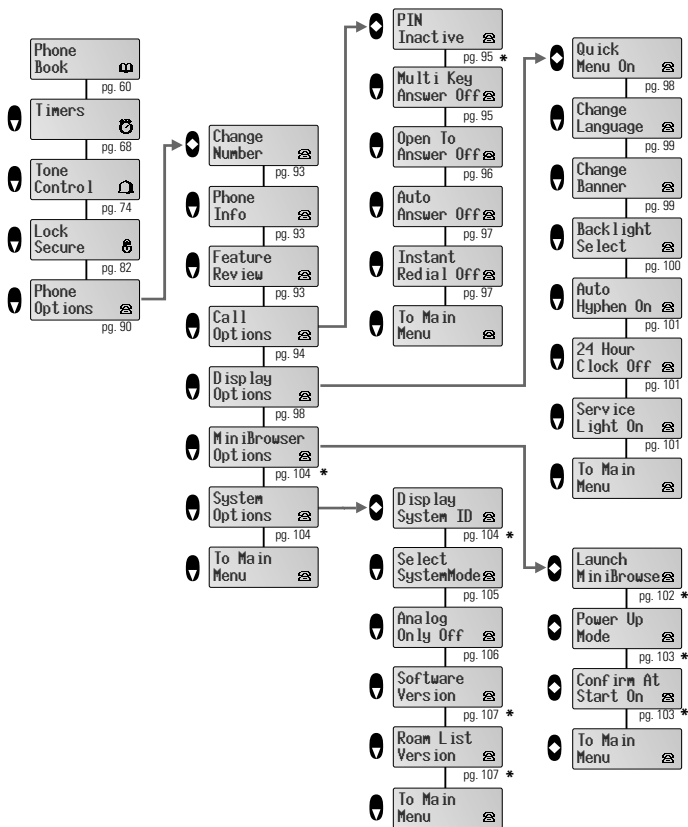 Phone
Book
pg. 60
Timers
pg. 68
Tone
Control
pg. 74
Lock
Secure
pg. 82
Phone
Options
pg. 90
Change
Number
pg. 93
Phone
Info
pg. 93
Feature
Review
pg. 93
Call
Options
pg. 94
Display
Options
pg. 98
MiniBrowser
Options
pg. 104 *
System
Options
pg. 104
To Main
Menu
PIN
Inactive
pg. 95 *
Multi Key
Answer Off
pg. 95
Open To
Answer Off
pg. 96
Auto
Answer Off
pg. 97
Instant
Redial Off
pg. 97
To Main
Menu
Display
System ID
pg. 104 *
Select
SystemMode
pg. 105
Analog
Only Off
pg. 106
Software
Version
pg. 107 *
Roam List
Version
pg. 107 *
To Main
Menu
Quick
Menu On
pg. 98
Change
Language
pg. 99
Change
Banner
pg. 99
Backlight
Select
pg. 100
Auto
Hyphen On
pg. 101
24 Hour
Clock Off
pg. 101
Service
Light On
pg. 101
To Main
Menu
Launch
MiniBrowse
pg. 102 *
Power Up
Mode
pg. 103 *
Confirm At
Start On
pg. 103 *
To Main
Menu